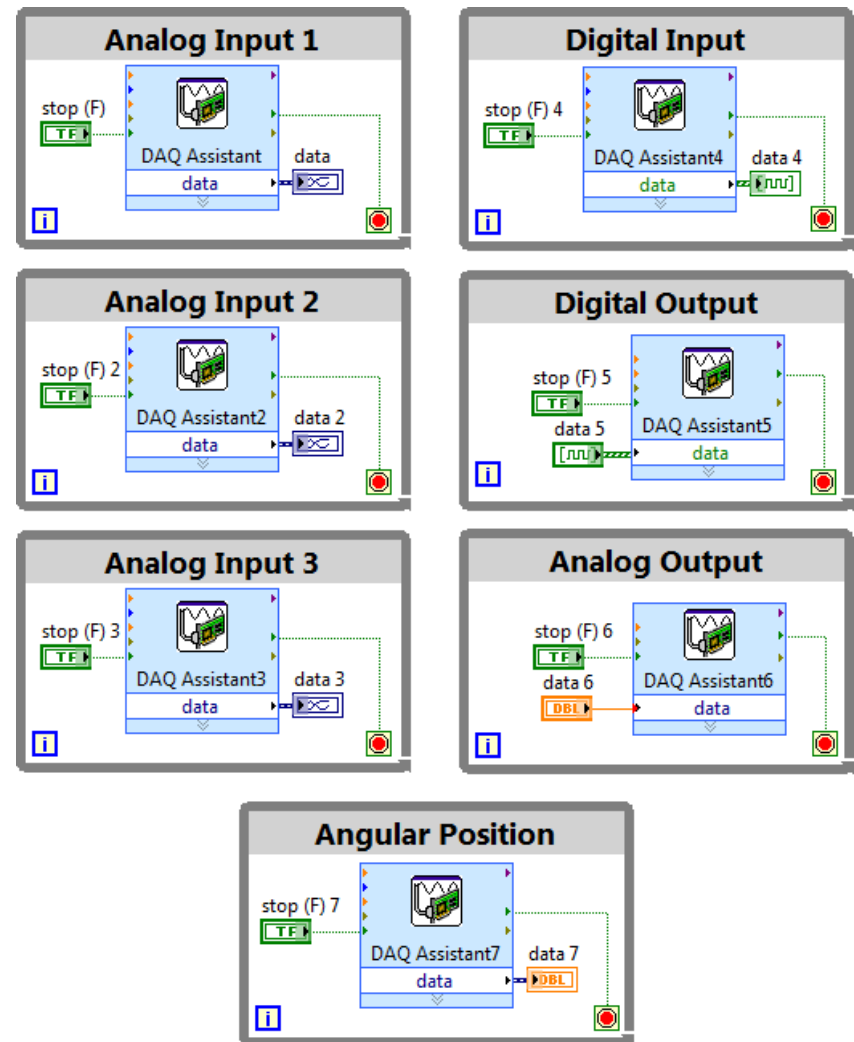 Analog Input 1
stop (F)
TF
DAQ Assistant
data
data
i
Digital Input
stop (F) 4
TF
DAQ Assistant4
data 4
data
i
Analog Input 2
stop (F) 2
TF
DAQ Assistant2
data 2
data
i
Digital Output
stop (F) 5
TF
data 5
DAQ Assistant5
data
i
Analog Input 3
stop (F) 3
TF
DAQ Assistant3
data 3
data
i
Analog Output
stop (F) 6
TF
data 6
DAQ Assistant6
DBL
data
i
Angular Position
stop (F) 7
TF
DAQ Assistant7
data 7
data
DBL
i